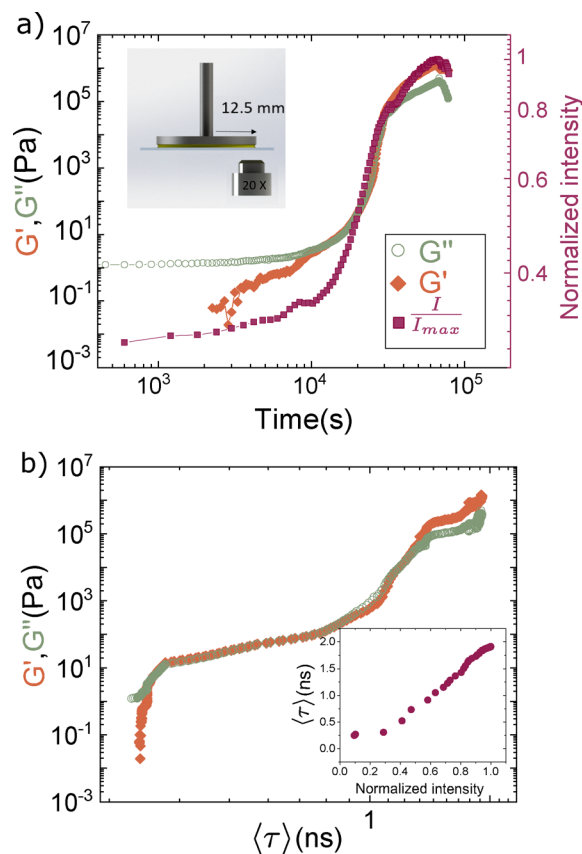 a)
10⁷
10⁵
10³
10¹
10⁻¹
10⁻³
G',G"(Pa)
12.5 mm
20 X
1
0.8
0.6
0.4
Normalized intensity
G"
G'
I
I_max
10³
10⁴
10⁵
Time(s)
b)
10⁷
10⁵
10³
10¹
10⁻¹
10⁻³
G',G"(Pa)
2.0
1.5
1.0
0.5
0.0
⟨τ⟩(ns)
0.0
0.2
0.4
0.6
0.8
1.0
Normalized intensity
1
⟨τ⟩(ns)